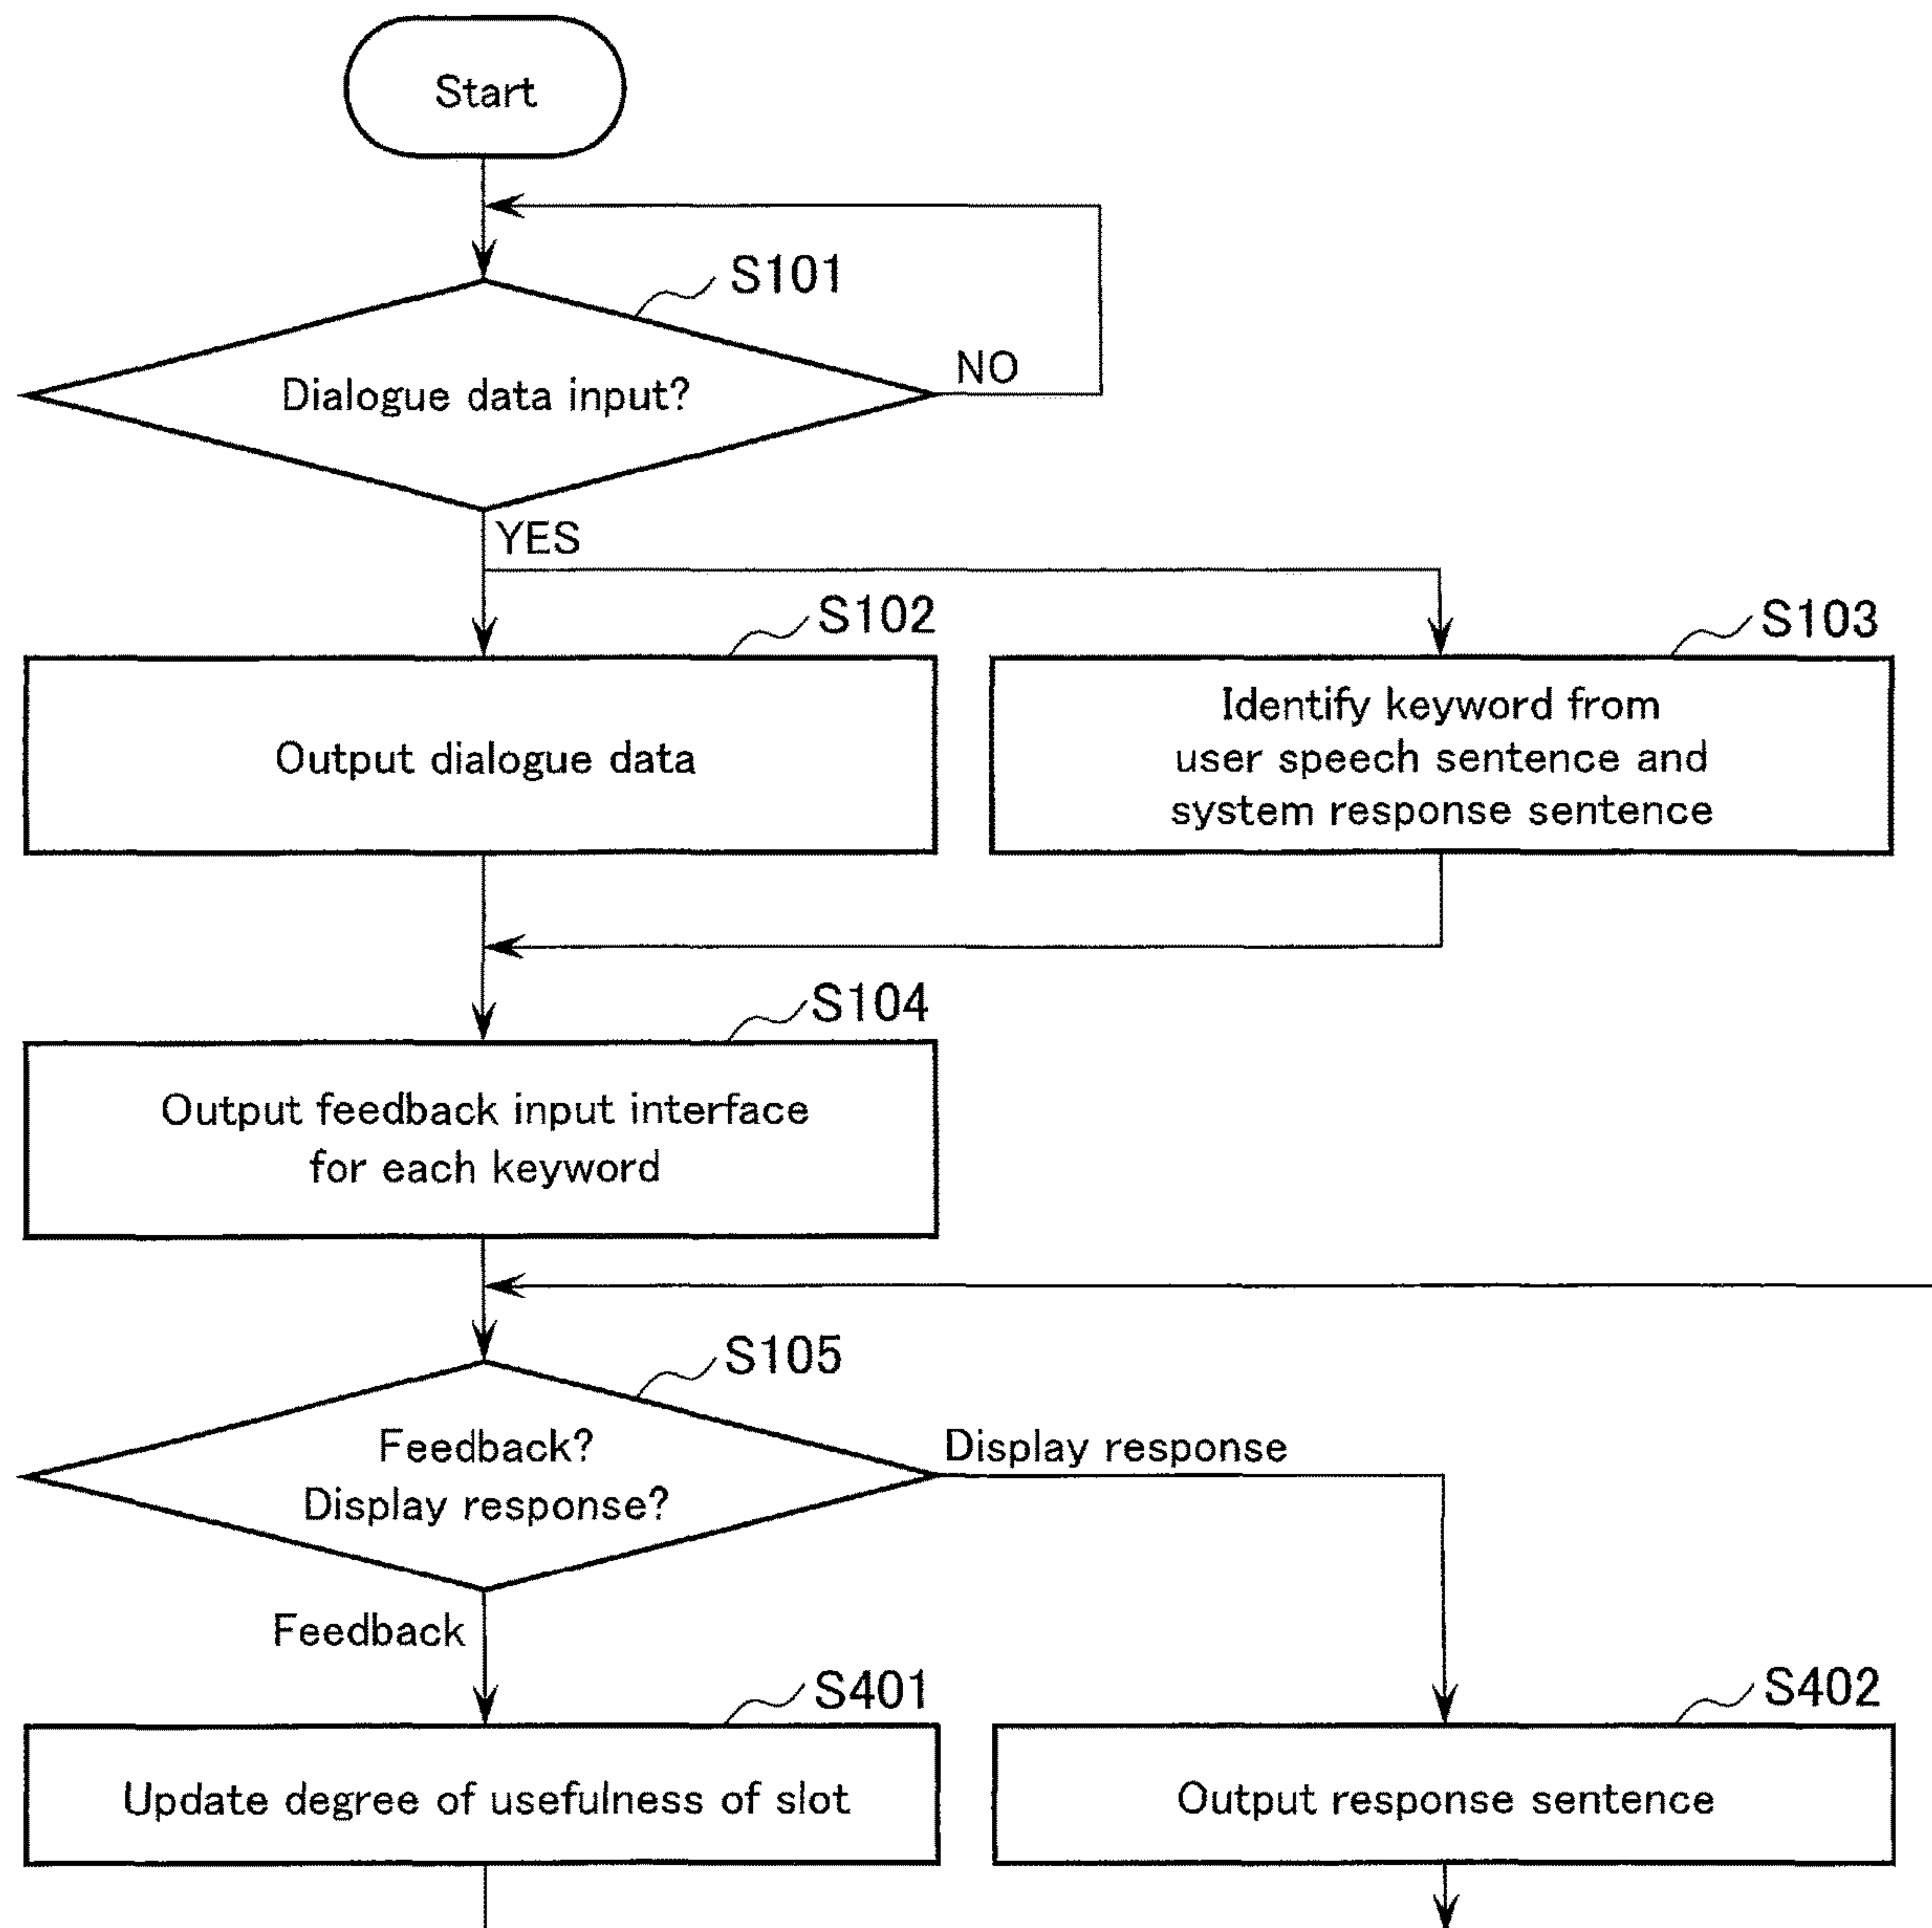 Start
S101
Dialogue data input?
NO
YES
S102
Output dialogue data
S103
Identify keyword from
user speech sentence and
system response sentence
S104
Output feedback input interface
for each keyword
S105
Feedback?
Display response?
Display response
Feedback
S401
Update degree of usefulness of slot
S402
Output response sentence